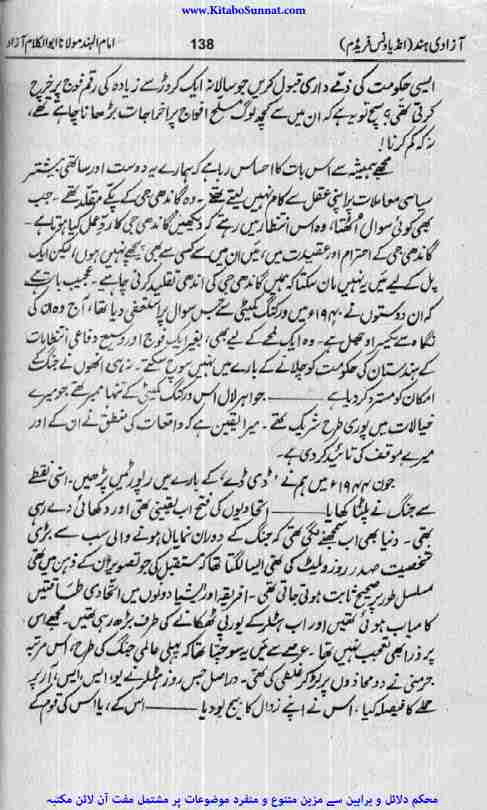 www.KitaboSunnat.com
آزادی ہند (انڈیا ونس فریڈم)
138
امام الہند مولانا ابوالکلام آزاد
ایسی حکومت کی ذمے داری قبول کریں جو سالانہ ایک کروڑ سے زیادہ کی رقم فوج پر خرچ
کرتی تھی؟ سچ تو یہ ہے کہ ان میں سے کچھ لوگ مسلح افواج پر اخراجات بڑھانا چاہتے تھے،
نہ کہ کم کرنا!
مجھے ہمیشہ سے اس بات کا احساس رہا ہے کہ ہمارے یہ دوست اور ساتھی بیشتر
سیاسی معاملات پر اپنی عقل سے کام نہیں لیتے تھے۔ وہ گاندھی جی کے پکے مقلد تھے۔ جب
بھی کوئی سوال اُٹھتا، وہ اس انتظار میں رہتے کہ دیکھیں گاندھی جی کا ردِ عمل کیا ہوتا ہے۔
گاندھی جی کے احترام اور عقیدت میں، میں ان میں سے کسی سے بھی پیچھے نہیں ہوں، لیکن ایک
پل کے لیے میں یہ نہیں مان سکتا کہ ہمیں گاندھی جی کی اندھی تقلید کرنی چاہیے۔ عجیب بات ہے
کہ ان دوستوں نے ۱۹۴۰ء میں ورکنگ کمیٹی سے جس سوال پر استعفیٰ دیا تھا، آج وہ ان کی
نگاہ سے یکسر اوجھل ہے۔ وہ ایک لمحے کے لیے بھی، بغیر ایک فوج اور وسیع دفاعی انتظامات
کے ہندستان کی حکومت کو چلانے کے بارے میں نہیں سوچ سکتے۔ نہ ہی انھوں نے جنگ کے
امکان کو مسترد کر دیا ہے ——— جواہر لال اس ورکنگ کمیٹی کے تنہا ممبر تھے جو میرے
خیالات میں پوری طرح شریک تھے۔ میرا یقین ہے کہ واقعات کی منطق نے ان کے اور
میرے موقف کی تائید کر دی ہے۔
جون ۱۹۴۴ء میں ہم نے 'ڈی ڈے' کے بارے میں رپورٹیں پڑھیں۔ اسی نقطے
سے جنگ نے پلٹا کھایا ——— اتحادیوں کی فتح اب یقینی تھی اور دکھائی دے رہی
تھی۔ دنیا بھی اب سمجھنے لگی تھی کہ جنگ کے دوران نمایاں ہونے والی سب سے بڑی
شخصیت صدر روزولیٹ کی تھی۔ ایسا لگتا تھا کہ مستقبل کی جو تصویر اُن کے ذہن میں تھی
مسلسل طور پر صحیح ثابت ہوتی جاتی تھی۔ افریقہ اور ایشیا دونوں میں اتحادی طاقتیں
کامیاب ہوئی تھیں اور اب ہٹلر کے یورپی ٹھکانے کی طرف بڑھ رہی تھیں۔ مجھے اس
پر ذرا بھی تعجب نہیں تھا۔ عرصے سے میں یہ سوچتا تھا کہ پہلی عالمی جنگ کی طرح، اس مرتبہ
جرمنی نے دو محاذوں پر لڑ کر غلطی کی تھی۔ دراصل جس روز ہٹلر نے یو، ایس، ایس، آر پر
حملے کا فیصلہ کیا، اس نے اپنے زوال کا بیج بو دیا ——— اس کے، یا اس کی قوم کے
محکم دلائل و براہین سے مزین متنوع و منفرد موضوعات پر مشتمل مفت آن لائن مکتبہ